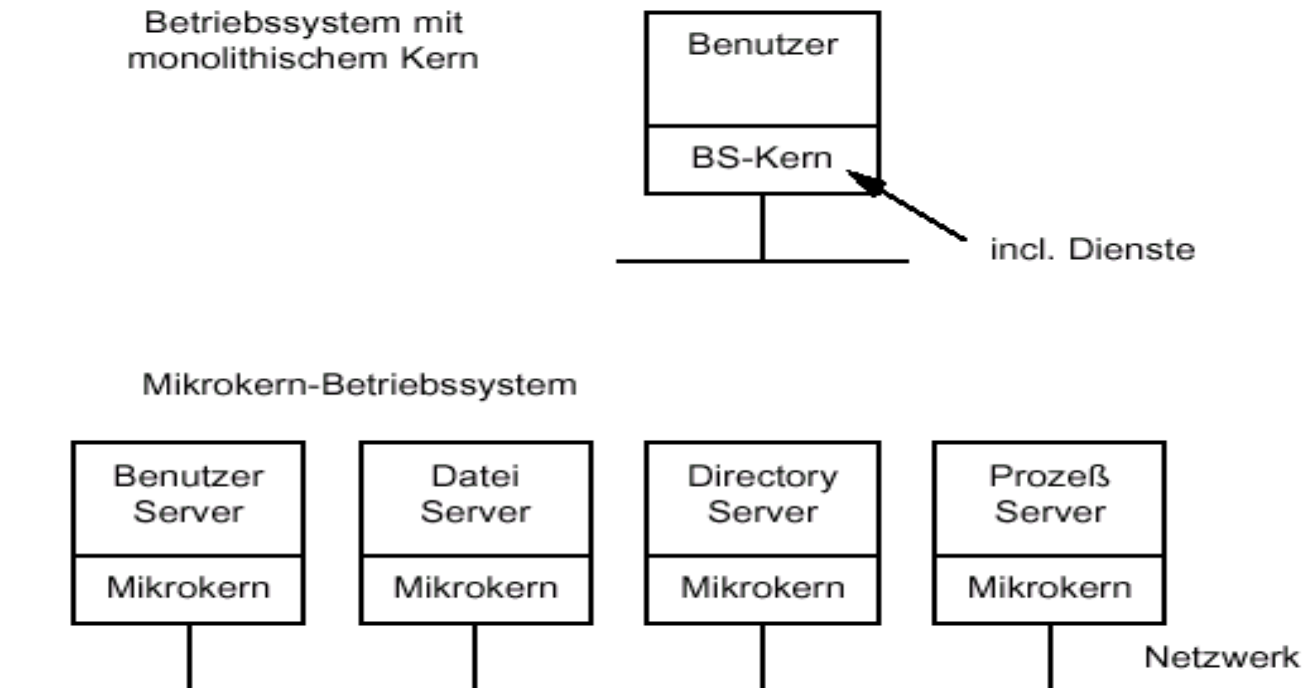 Betriebssystem mit
monolithischem Kern
Benutzer
BS-Kern
incl. Dienste
Mikrokern-Betriebssystem
Benutzer
Server
Datei
Server
Directory
Server
Prozeß
Server
Mikrokern
Mikrokern
Mikrokern
Mikrokern
Netzwerk